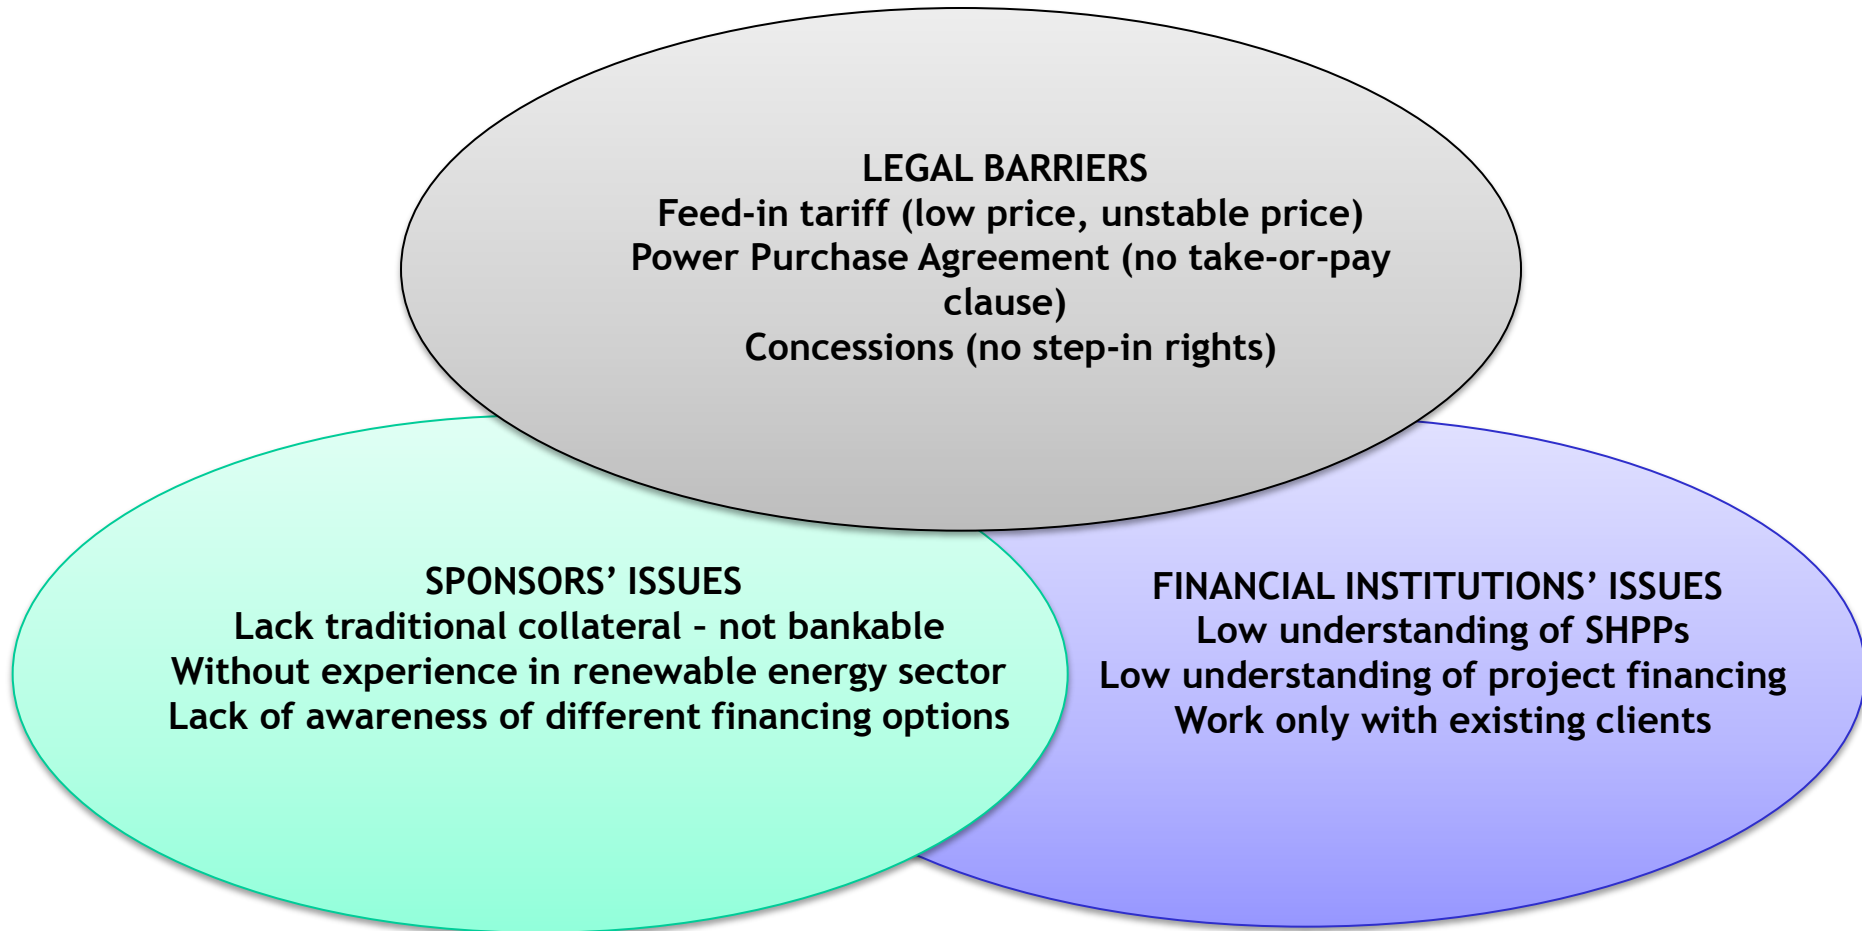 LEGAL BARRIERS
Feed-in tariff (low price, unstable price)
Power Purchase Agreement (no take-or-pay
clause)
Concessions (no step-in rights)
SPONSORS’ ISSUES
Lack traditional collateral – not bankable
Without experience in renewable energy sector
Lack of awareness of different financing options
FINANCIAL INSTITUTIONS’ ISSUES
Low understanding of SHPPs
Low understanding of project financing
Work only with existing clients